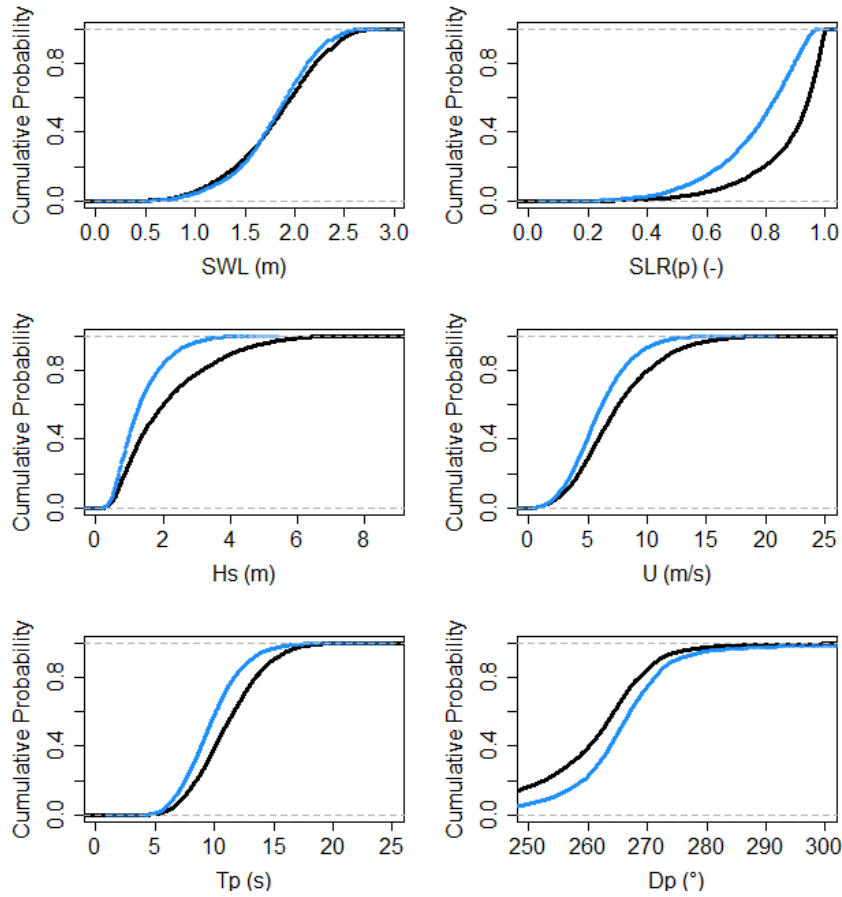 Cumulative Probability
0.0 0.4 0.8
0.0 0.5 1.0 1.5 2.0 2.5 3.0
SWL (m)
Cumulative Probability
0.0 0.4 0.8
0.0 0.2 0.4 0.6 0.8 1.0
SLR(p) (-)
Cumulative Probability
0.0 0.4 0.8
0 2 4 6 8
Hs (m)
Cumulative Probability
0.0 0.4 0.8
0 5 10 15 20 25
U (m/s)
Cumulative Probability
0.0 0.4 0.8
0 5 10 15 20 25
Tp (s)
Cumulative Probability
0.0 0.4 0.8
250 260 270 280 290 300
Dp (°)